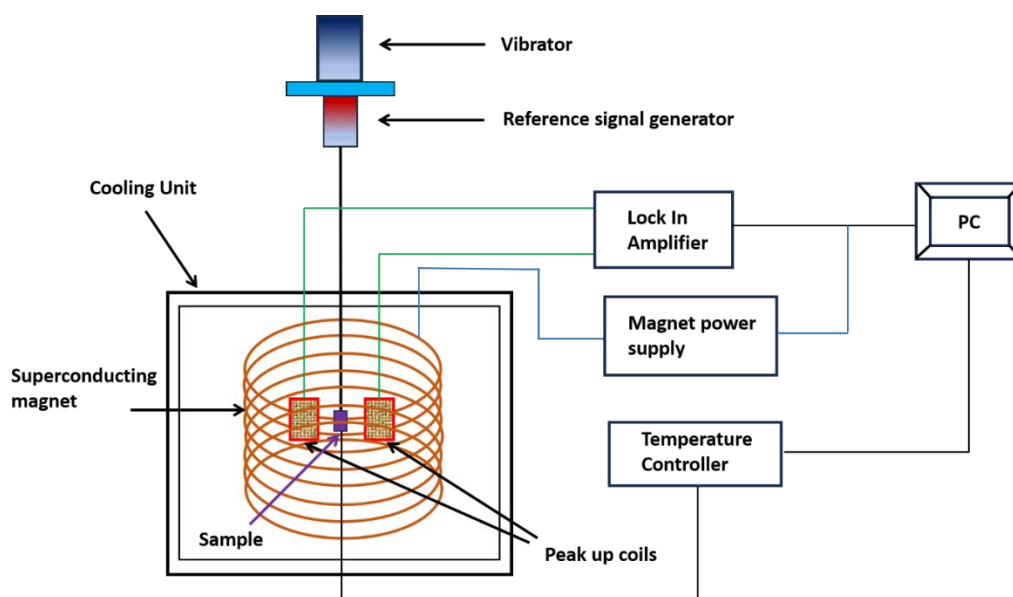 Vibrator
Reference signal generator
Cooling Unit
Lock In
Amplifier
PC
Magnet power
supply
Superconducting
magnet
Temperature
Controller
Sample
Peak up coils